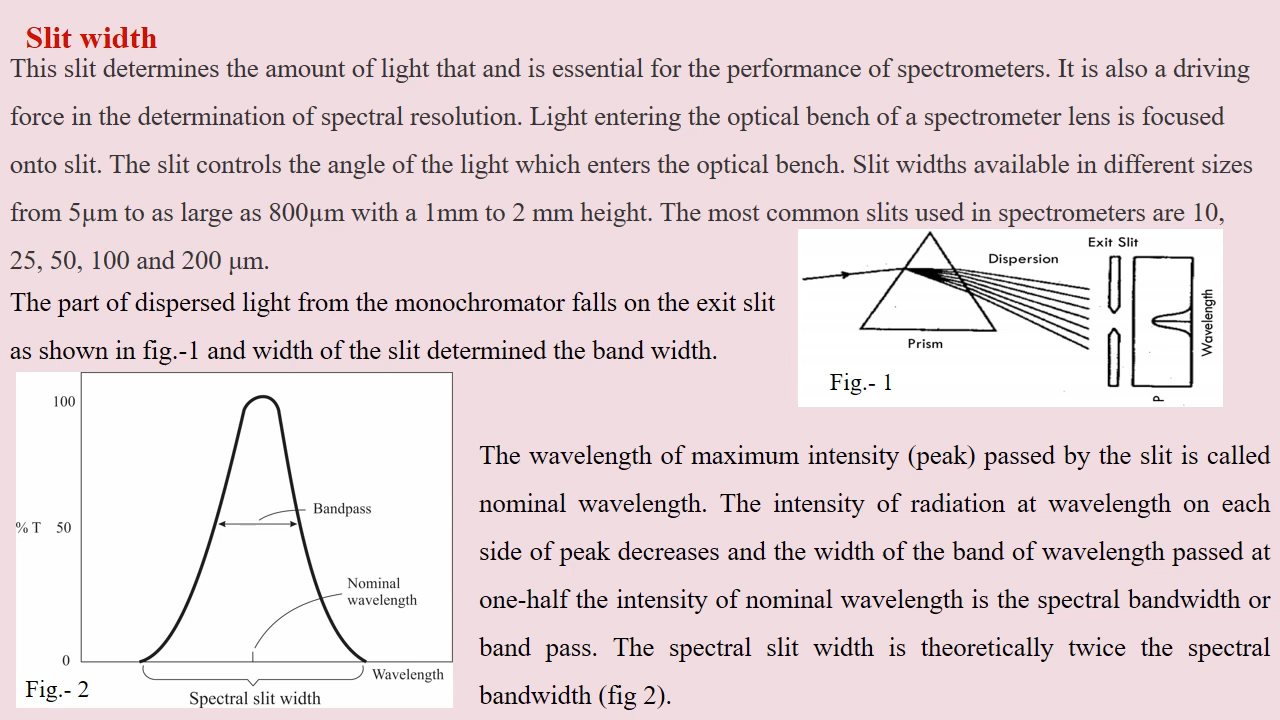 Slit width
This slit determines the amount of light that and is essential for the performance of spectrometers. It is also a driving
force in the determination of spectral resolution. Light entering the optical bench of a spectrometer lens is focused
onto slit. The slit controls the angle of the light which enters the optical bench. Slit widths available in different sizes
from 5μm to as large as 800μm with a 1mm to 2 mm height. The most common slits used in spectrometers are 10,
25, 50, 100 and 200 μm.
The part of dispersed light from the monochromator falls on the exit slit
as shown in fig.-1 and width of the slit determined the band width.
Exit Slit
Dispersion
Wavelength
Prism
Fig.- 1
P
100
Bandpass
% T 50
Nominal
wavelength
0
Wavelength
Fig.- 2
Spectral slit width
The wavelength of maximum intensity (peak) passed by the slit is called
nominal wavelength. The intensity of radiation at wavelength on each
side of peak decreases and the width of the band of wavelength passed at
one-half the intensity of nominal wavelength is the spectral bandwidth or
band pass. The spectral slit width is theoretically twice the spectral
bandwidth (fig 2).